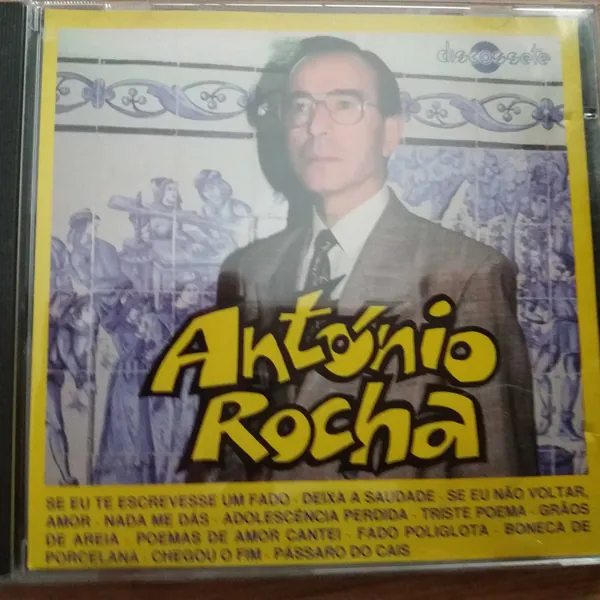 discossete
António
Rocha
SE EU TE ESCREVESSE UM FADO · DEIXA A SAUDADE · SE EU NÃO VOLTAR,
AMOR · NADA ME DÁS · ADOLESCÊNCIA PERDIDA · TRISTE POEMA · GRÃOS
DE AREIA · POEMAS DE AMOR CANTEI · FADO POLIGLOTA · BONECA DE
PORCELANA · CHEGOU O FIM · PÁSSARO DO CAIS